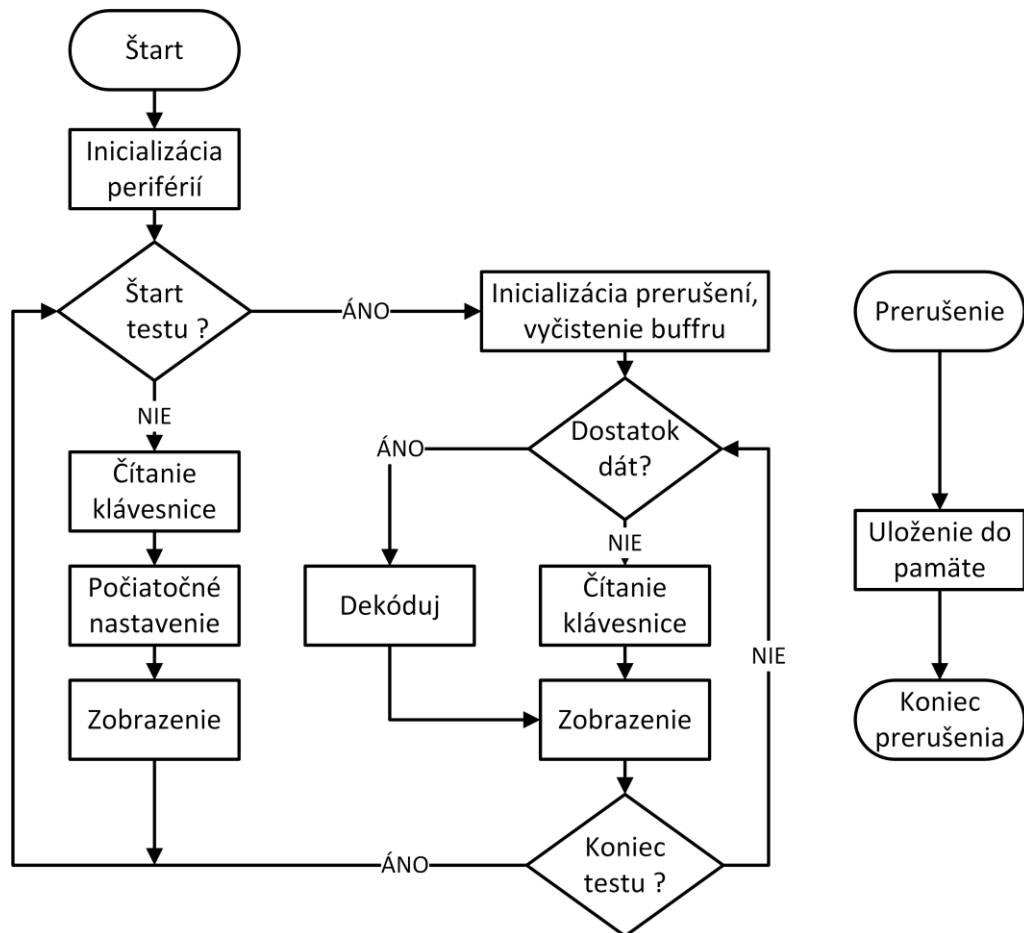 Štart
Inicializácia
periférií
Štart
testu ?
ÁNO
Inicializácia prerušení,
vyčistenie buffru
NIE
Čítanie
klávesnice
Počiatočné
nastavenie
Zobrazenie
Dostatok
dát?
ÁNO
Dekóduj
NIE
Čítanie
klávesnice
Zobrazenie
Koniec
testu ?
ÁNO
NIE
Prerušenie
Uloženie do
pamäte
Koniec
prerušenia